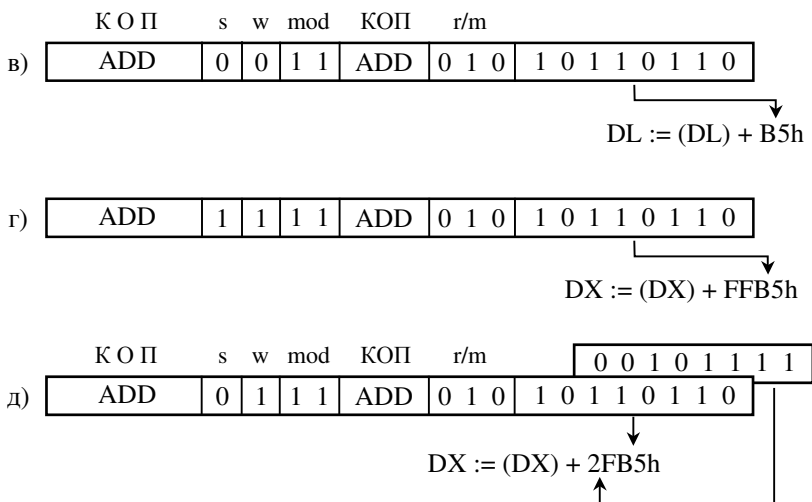 К О П s w mod КОП r/m
в) ADD 0 0 1 1 ADD 0 1 0 1 0 1 1 0 1 1 0
DL := (DL) + B5h
г) ADD 1 1 1 1 ADD 0 1 0 1 0 1 1 0 1 1 0
DX := (DX) + FFB5h
К О П s w mod КОП r/m
0 0 1 0 1 1 1 1
д) ADD 0 1 1 1 ADD 0 1 0 1 0 1 1 0 1 1 0
DX := (DX) + 2FB5h